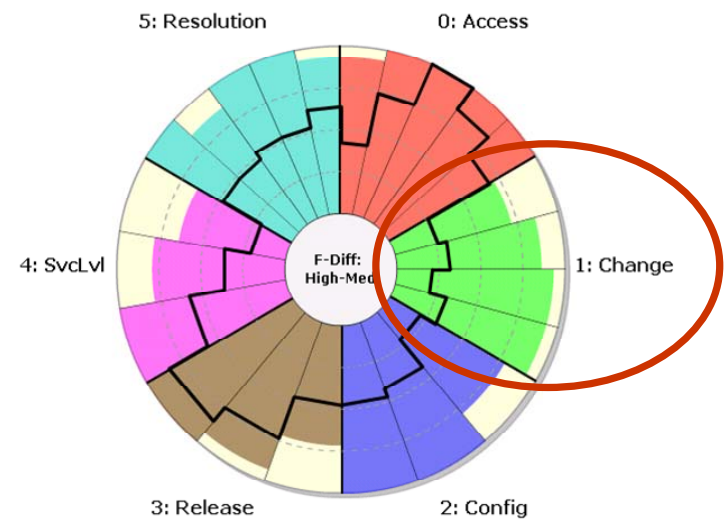 5: Resolution
0: Access
F-Diff:
High-Med
4: SvcLvl
1: Change
3: Release
2: Config